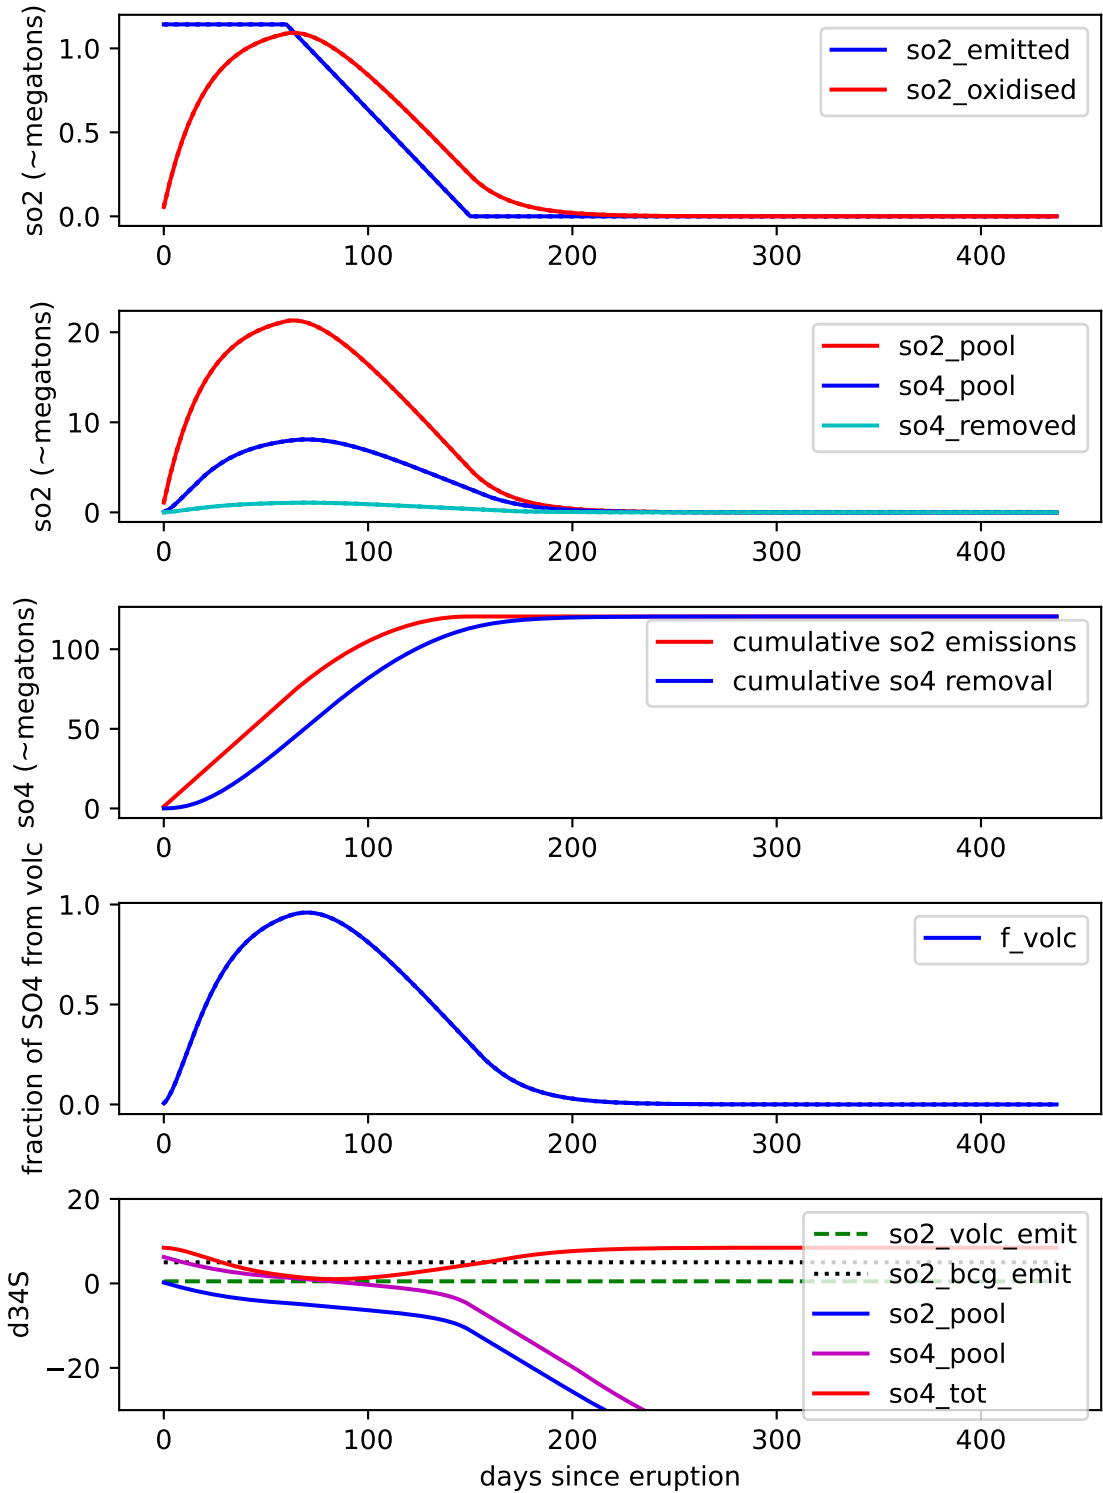 so2 (~megatons)
1.0
0.5
0.0
so2_emitted
so2_oxidised
0 100 200 300 400
so2 (~megatons)
20
10
0
so2_pool
so4_pool
so4_removed
0 100 200 300 400
so4 (~megatons)
100
50
0
cumulative so2 emissions
cumulative so4 removal
0 100 200 300 400
fraction of SO4 from volc
1.0
0.5
0.0
f_volc
0 100 200 300 400
d34S
20
0
−20
so2_volc_emit
so2_bcg_emit
so2_pool
so4_pool
so4_tot
0 100 200 300 400
days since eruption